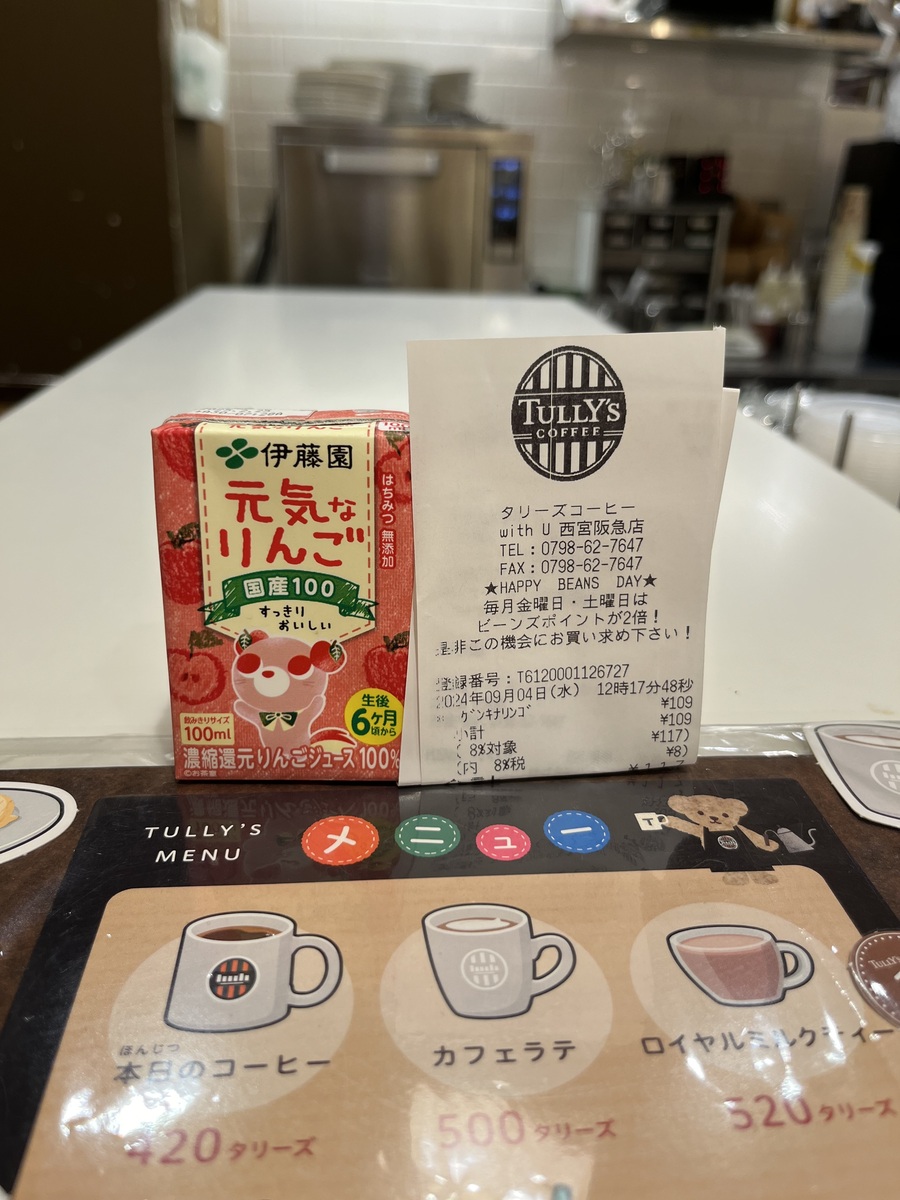 伊藤園
元気な
りんご
はちみつ 無添加
国産100
すっきり
おいしい
生後
6ヶ月
頃から
飲みきりサイズ
100ml
濃縮還元りんごジュース 100%
©お茶犬
TULLY'S
COFFEE
タリーズコーヒー
with U 西宮阪急店
TEL:0798-62-7647
FAX:0798-62-7647
★HAPPY BEANS DAY★
毎月金曜日・土曜日は
ビーンズポイントが2倍!
是非この機会にお買い求め下さい!
登録番号:T6120001126727
2024年09月04日(水) 12時17分48秒
ゲンキナリンゴ ¥109
小計 ¥109
( 8%対象 ¥117)
(内 8%税 ¥8)
TULLY'S
MENU
メニュー
ほんじつ
本日のコーヒー
420タリーズ
カフェラテ
500タリーズ
ロイヤルミルクティー
520タリーズ